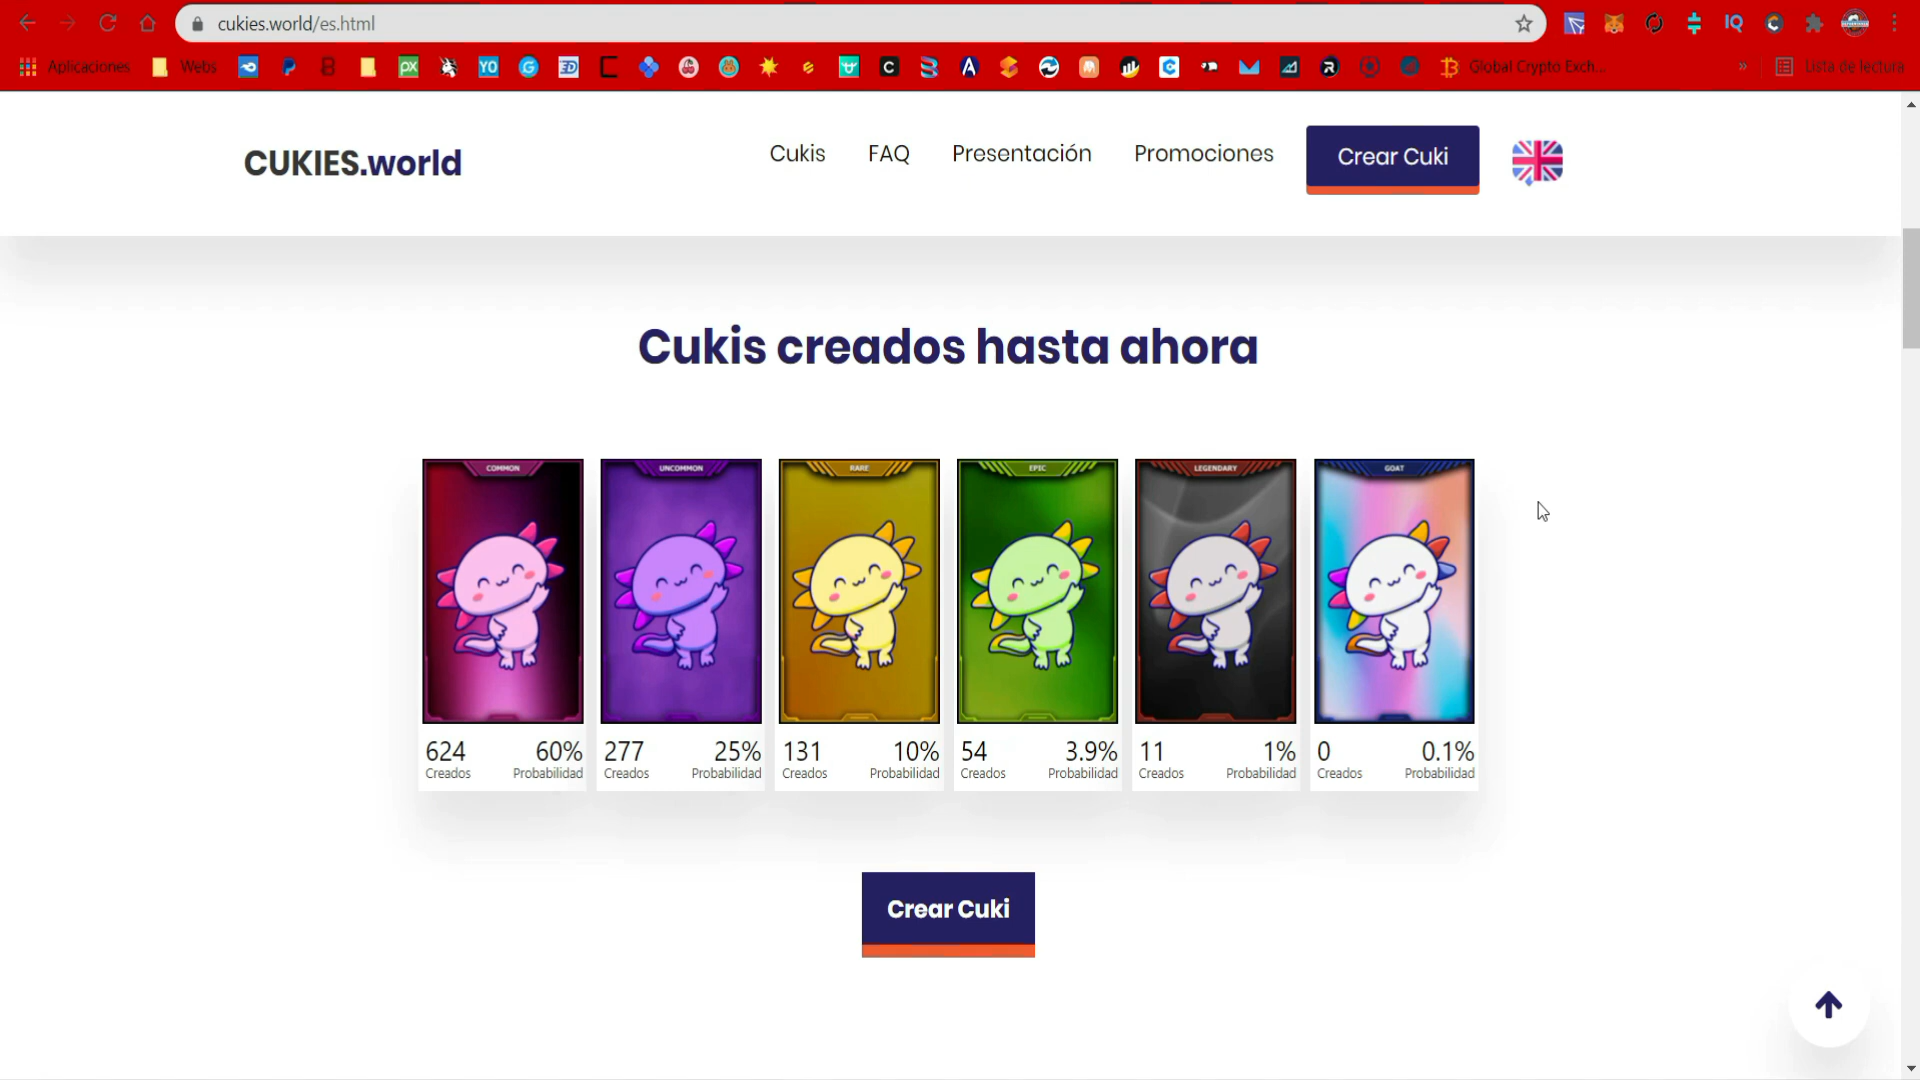 cukies.world/es.html
Aplicaciones Webs Global Crypto Exch... » Lista de lectura
CUKIES.world Cukis FAQ Presentación Promociones Crear Cuki
Cukis creados hasta ahora
COMMON UNCOMMON RARE EPIC LEGENDARY GOAT
624 60% 277 25% 131 10% 54 3.9% 11 1% 0 0.1%
Creados Probabilidad Creados Probabilidad Creados Probabilidad Creados Probabilidad Creados Probabilidad Creados Probabilidad
Crear Cuki